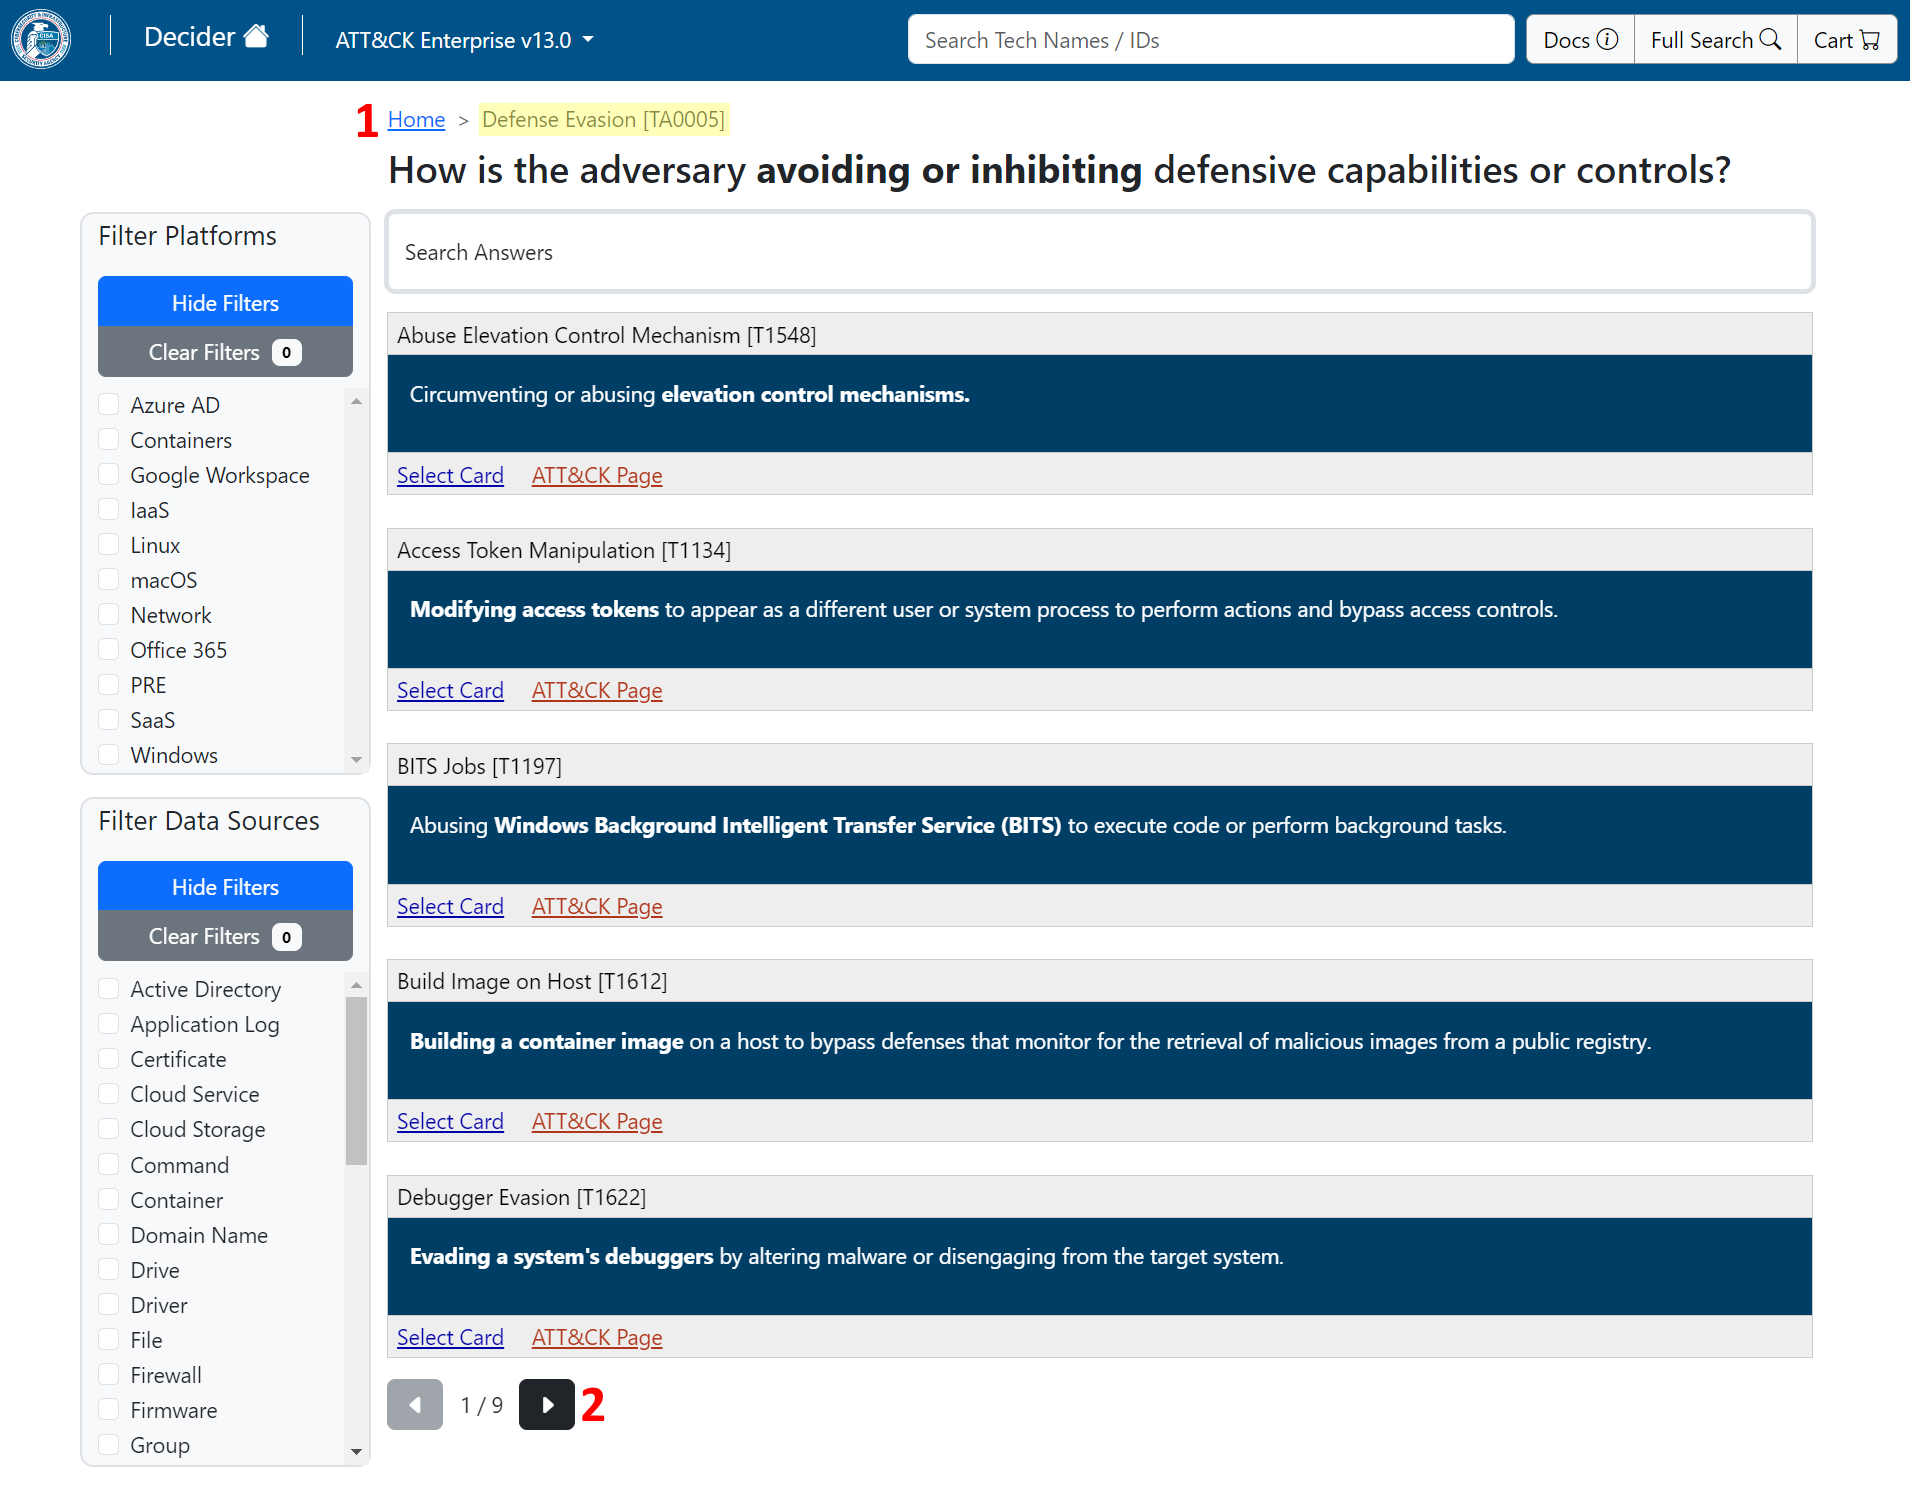 CISA
Decider
ATT&CK Enterprise v13.0
Search Tech Names / IDs
Docs
Full Search
Cart
1 Home > Defense Evasion [TA0005]
How is the adversary avoiding or inhibiting defensive capabilities or controls?
Filter Platforms
Hide Filters
Clear Filters 0
Azure AD
Containers
Google Workspace
IaaS
Linux
macOS
Network
Office 365
PRE
SaaS
Windows
Filter Data Sources
Hide Filters
Clear Filters 0
Active Directory
Application Log
Certificate
Cloud Service
Cloud Storage
Command
Container
Domain Name
Drive
Driver
File
Firewall
Firmware
Group
Search Answers
Abuse Elevation Control Mechanism [T1548]
Circumventing or abusing elevation control mechanisms.
Select Card ATT&CK Page
Access Token Manipulation [T1134]
Modifying access tokens to appear as a different user or system process to perform actions and bypass access controls.
Select Card ATT&CK Page
BITS Jobs [T1197]
Abusing Windows Background Intelligent Transfer Service (BITS) to execute code or perform background tasks.
Select Card ATT&CK Page
Build Image on Host [T1612]
Building a container image on a host to bypass defenses that monitor for the retrieval of malicious images from a public registry.
Select Card ATT&CK Page
Debugger Evasion [T1622]
Evading a system's debuggers by altering malware or disengaging from the target system.
Select Card ATT&CK Page
1 / 9 2